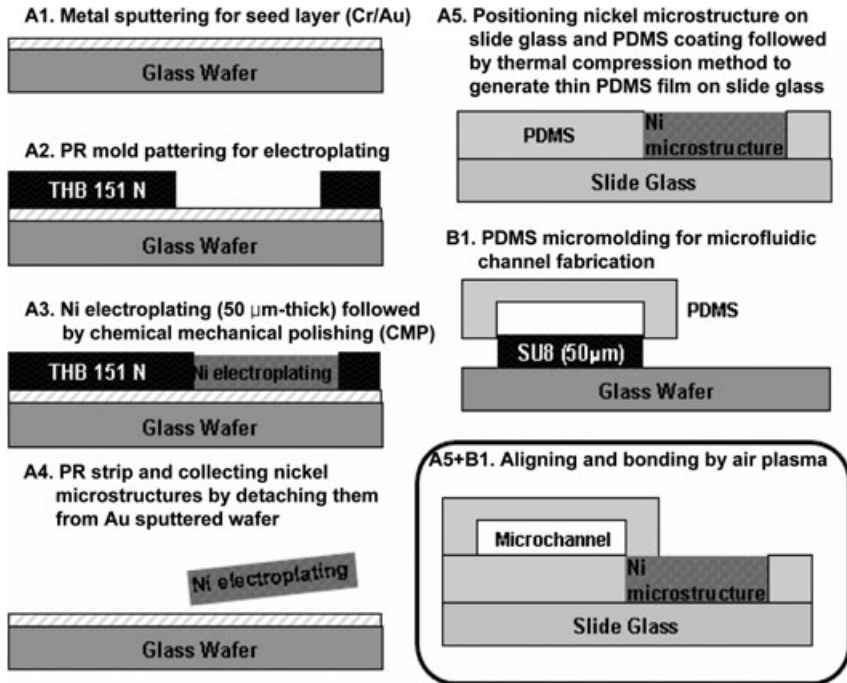 A1. Metal sputtering for seed layer (Cr/Au)
Glass Wafer
A2. PR mold pattering for electroplating
THB 151 N
Glass Wafer
A3. Ni electroplating (50 μm-thick) followed
by chemical mechanical polishing (CMP)
THB 151 N
Ni electroplating
Glass Wafer
A4. PR strip and collecting nickel
microstructures by detaching them
from Au sputtered wafer
Ni electroplating
Glass Wafer
A5. Positioning nickel microstructure on
slide glass and PDMS coating followed
by thermal compression method to
generate thin PDMS film on slide glass
PDMS
Ni
microstructure
Slide Glass
B1. PDMS micromolding for microfluidic
channel fabrication
PDMS
SU8 (50μm)
Glass Wafer
A5+B1. Aligning and bonding by air plasma
Microchannel
Ni
microstructure
Slide Glass